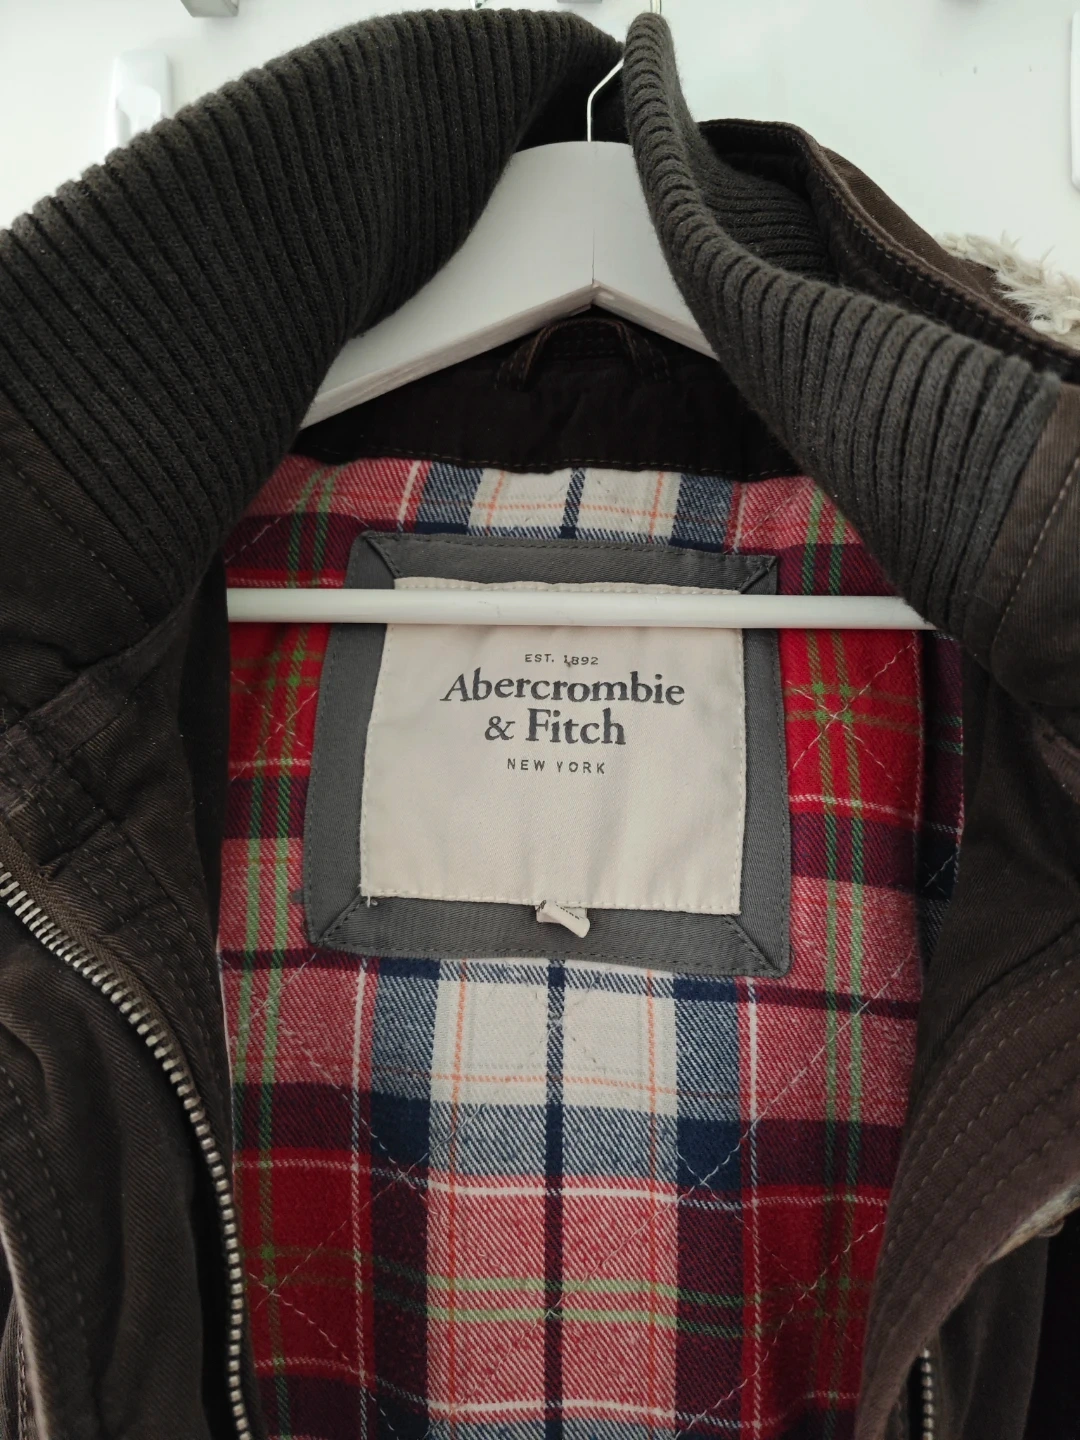 EST. 1892
Abercrombie
& Fitch
NEW YORK